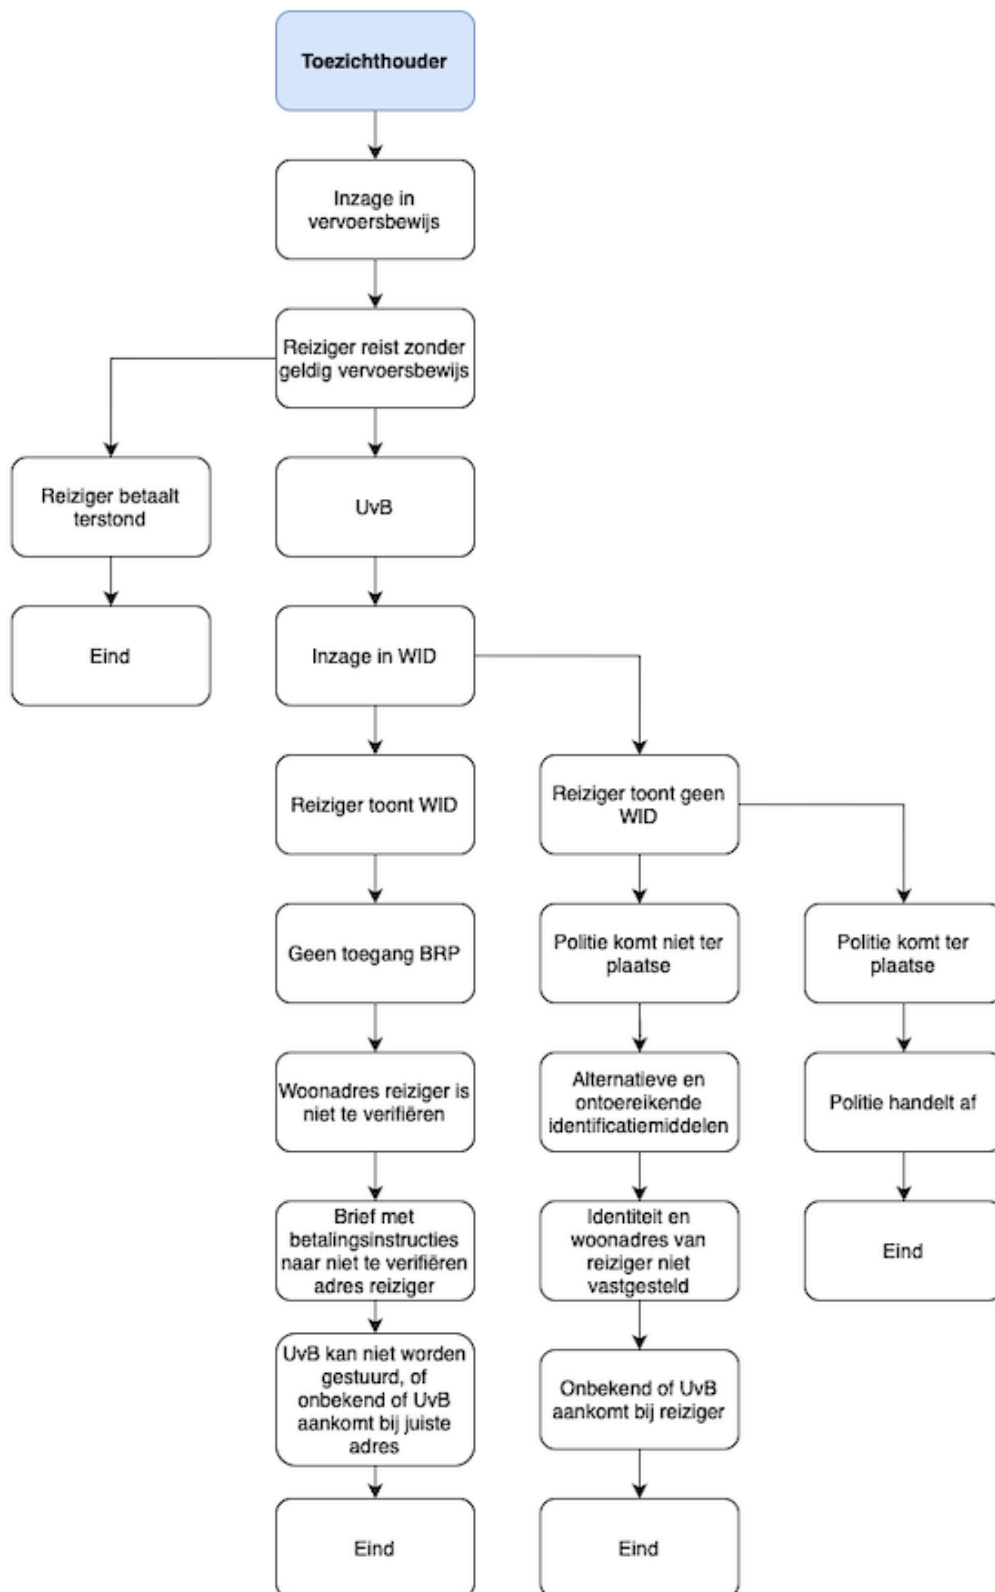 Toezichthouder
Inzage in
vervoersbewijs
Reiziger reist zonder
geldig vervoersbewijs
Reiziger betaalt
terstond
UvB
Eind
Inzage in WID
Reiziger toont WID
Reiziger toont geen
WID
Geen toegang BRP
Politie komt niet ter
plaatse
Politie komt ter
plaatse
Woonadres reiziger is
niet te verifiëren
Alternatieve en
ontoereikende
identificatiemiddelen
Politie handelt af
Brief met
betalingsinstructies
naar niet te verifiëren
adres reiziger
Identiteit en
woonadres van
reiziger niet
vastgesteld
Eind
UvB kan niet worden
gestuurd, of
onbekend of UvB
aankomt bij juiste
adres
Onbekend of UvB
aankomt bij reiziger
Eind
Eind